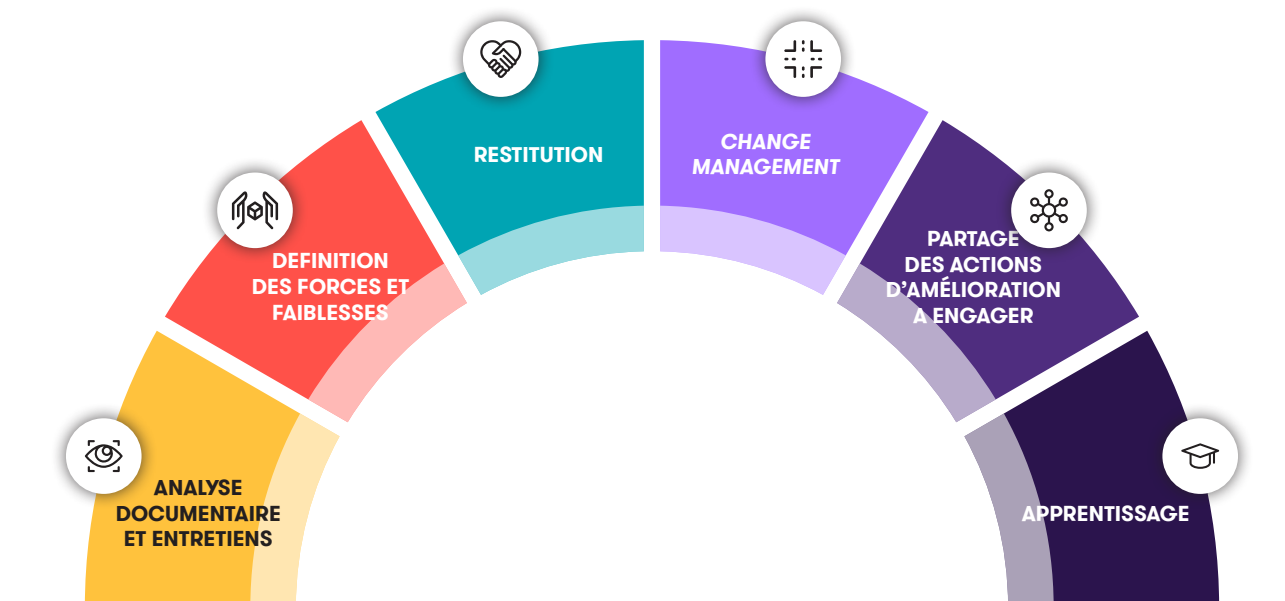 ANALYSE
DOCUMENTAIRE
ET ENTRETIENS
DEFINITION
DES FORCES ET
FAIBLESSES
RESTITUTION
CHANGE
MANAGEMENT
PARTAGE
DES ACTIONS
D’AMÉLIORATION
A ENGAGER
APPRENTISSAGE